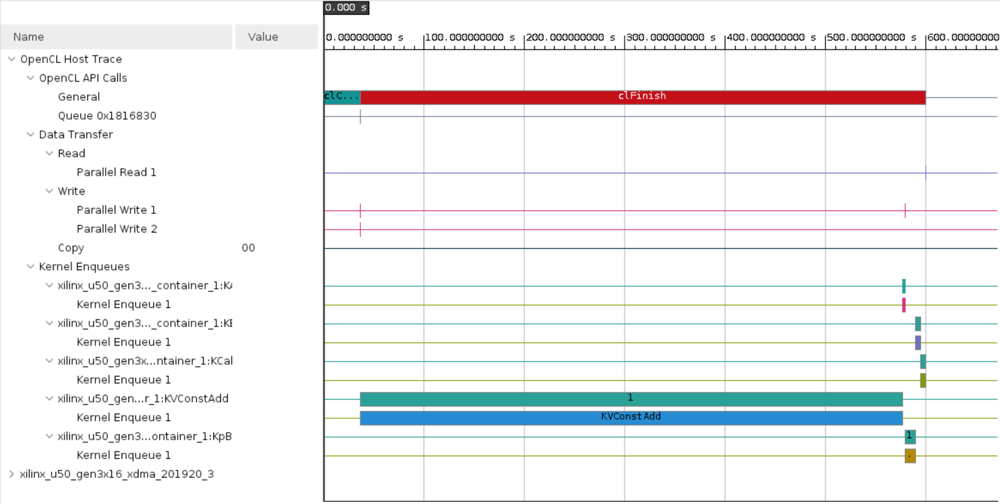 0.000 s
Name Value
0.000000000 s 100.000000000 s 200.000000000 s 300.000000000 s 400.000000000 s 500.000000000 s 600.00000000
OpenCL Host Trace
OpenCL API Calls
General clC... clFinish
Queue 0x1816830
Data Transfer
Read
Parallel Read 1
Write
Parallel Write 1
Parallel Write 2
Copy 00
Kernel Enqueues
xilinx_u50_gen3..._container_1:KA
Kernel Enqueue 1
xilinx_u50_gen3..._container_1:KE
Kernel Enqueue 1
xilinx_u50_gen3x...ntainer_1:KCal
Kernel Enqueue 1
xilinx_u50_gen...r_1:KVConstAdd 1
Kernel Enqueue 1 KVConstAdd
xilinx_u50_gen3...ontainer_1:KpB 1
Kernel Enqueue 1 .
xilinx_u50_gen3x16_xdma_201920_3